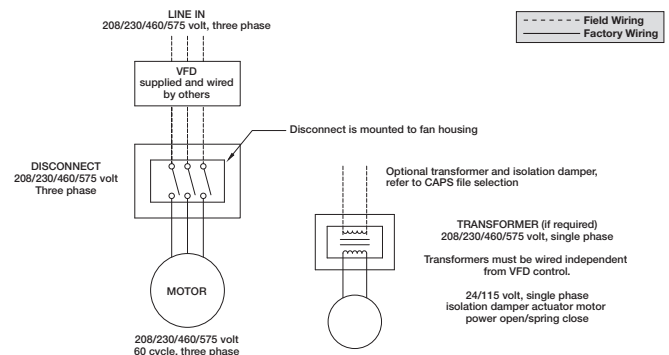 LINE IN
208/230/460/575 volt, three phase
Field Wiring
Factory Wiring
VFD
supplied and wired
by others
Disconnect is mounted to fan housing
DISCONNECT
208/230/460/575 volt
Three phase
Optional transformer and isolation damper,
refer to CAPS file selection
TRANSFORMER (if required)
208/230/460/575 volt, single phase
Transformers must be wired independent
from VFD control.
24/115 volt, single phase
isolation damper actuator motor
power open/spring close
MOTOR
208/230/460/575 volt
60 cycle, three phase